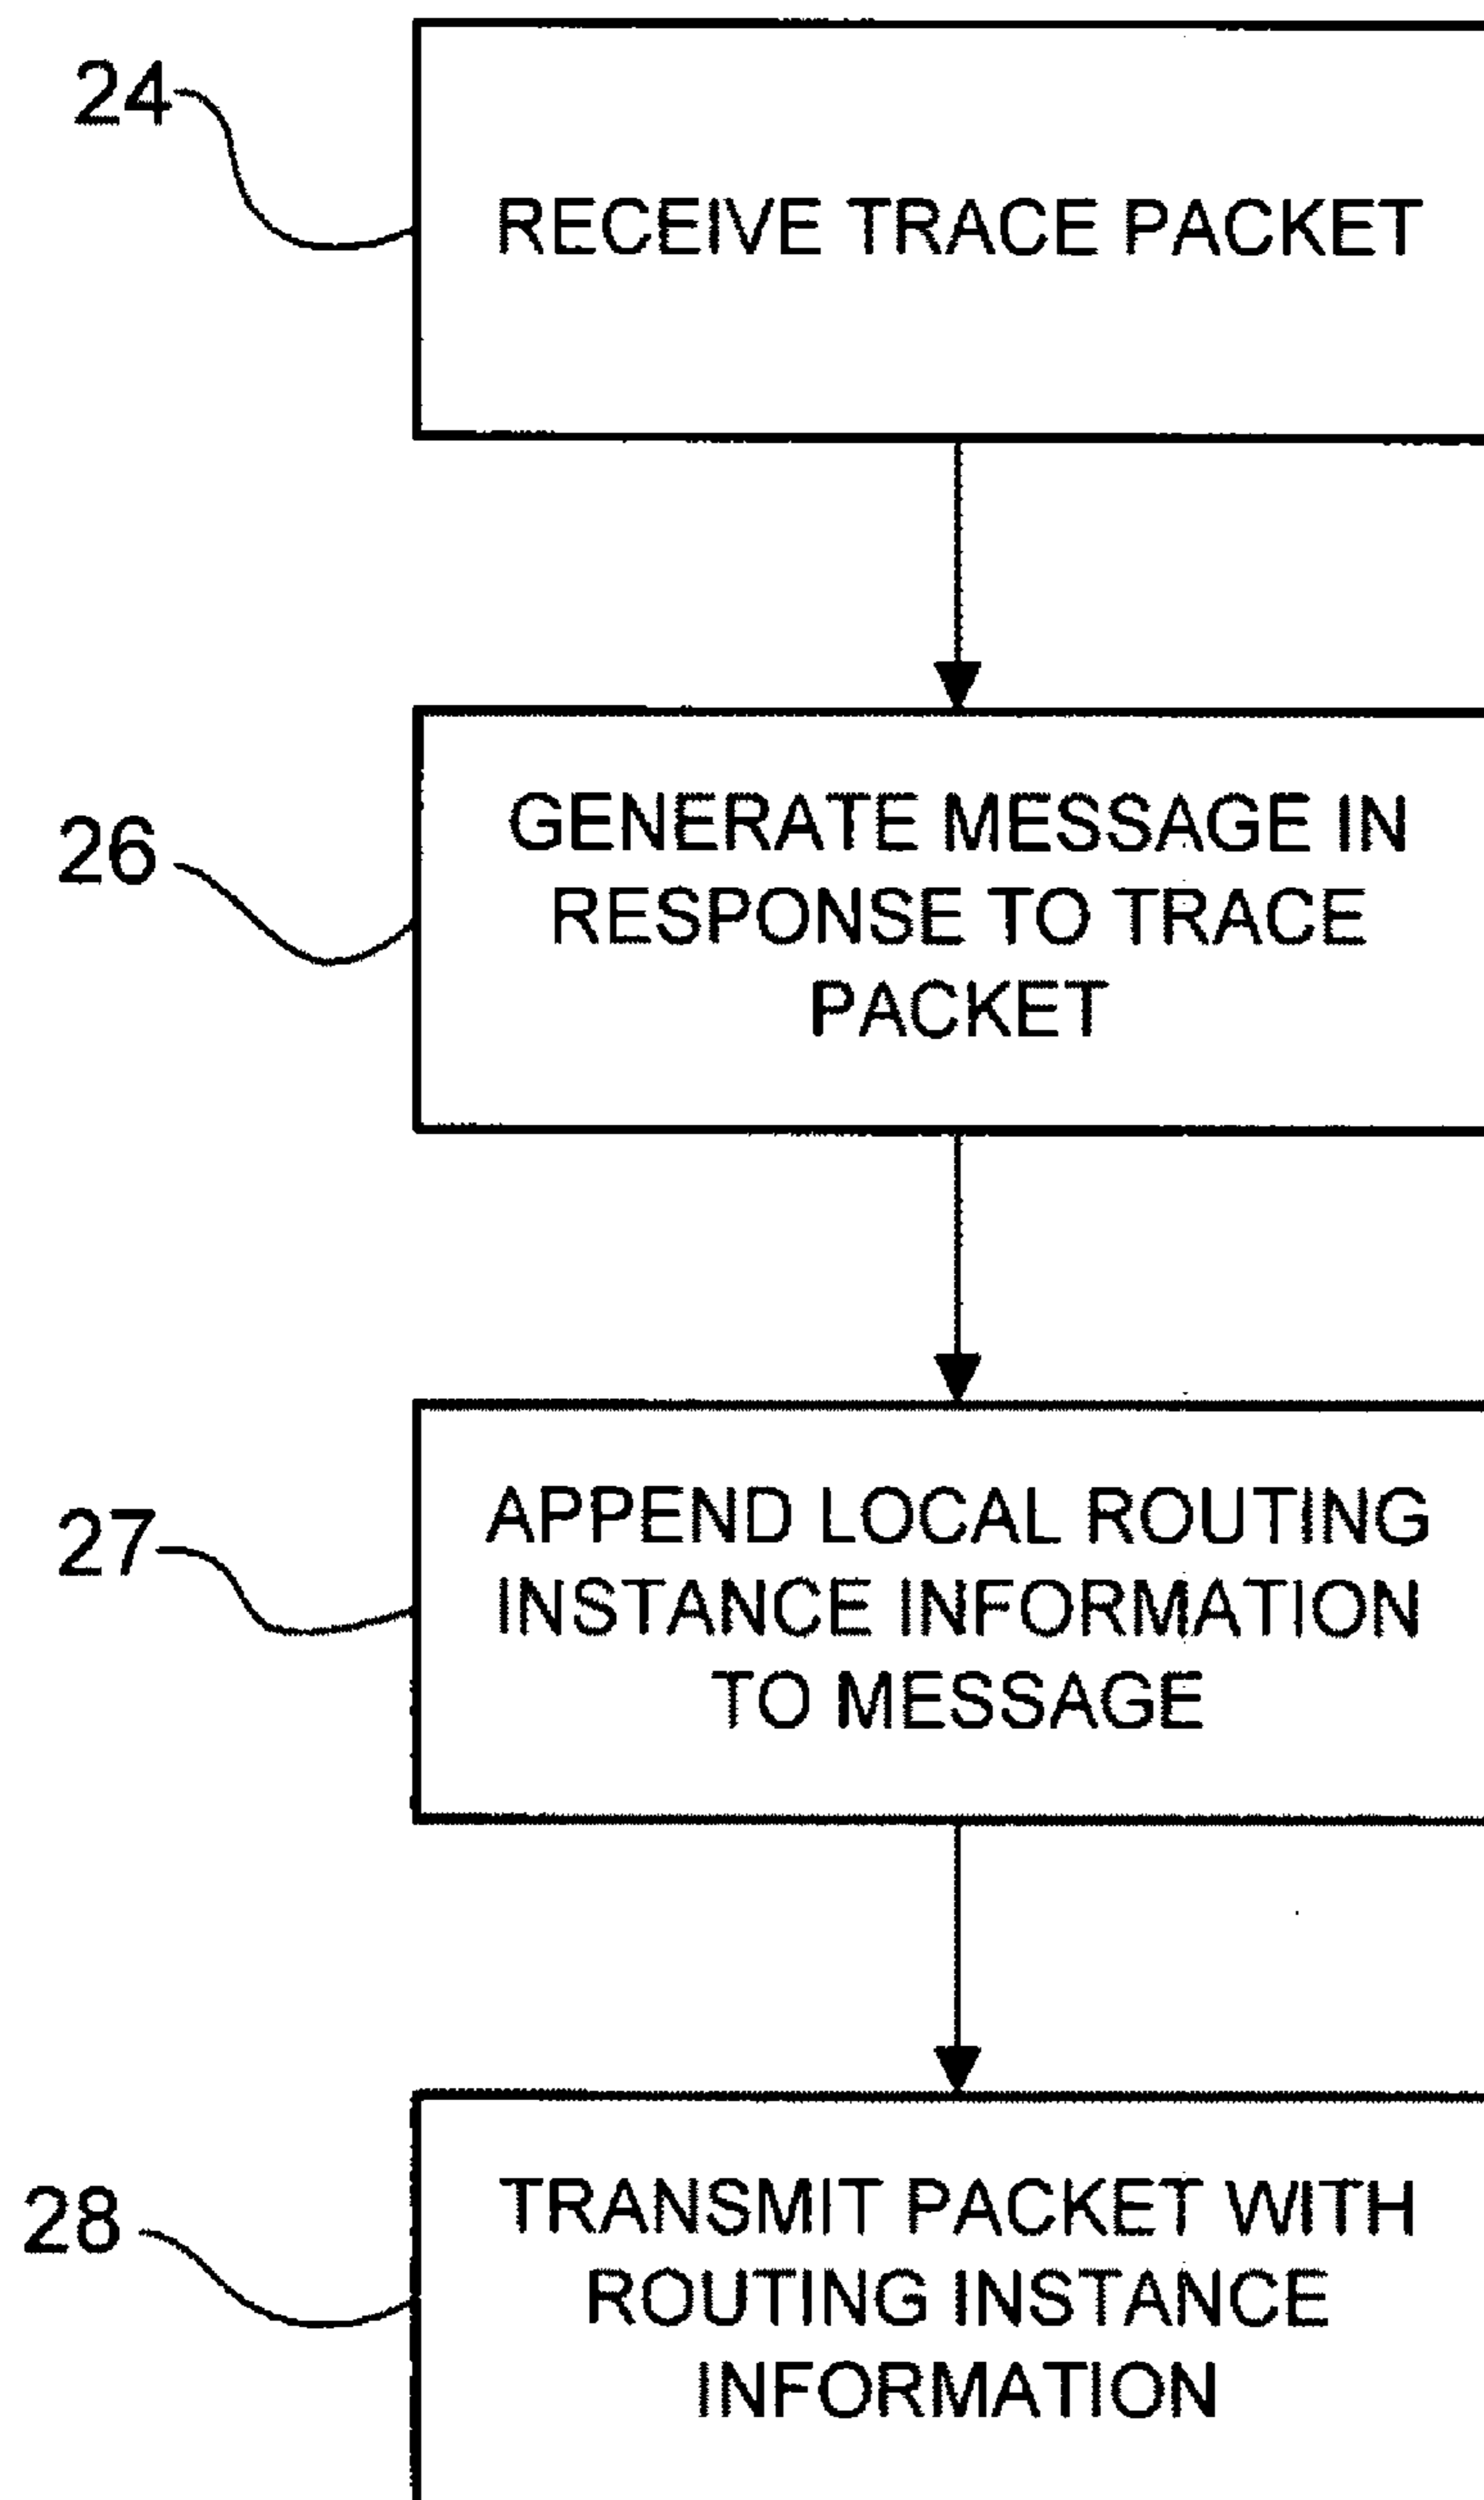 24
RECEIVE TRACE PACKET
26
GENERATE MESSAGE IN
RESPONSE TO TRACE
PACKET
27
APPEND LOCAL ROUTING
INSTANCE INFORMATION
TO MESSAGE
28
TRANSMIT PACKET WITH
ROUTING INSTANCE
INFORMATION